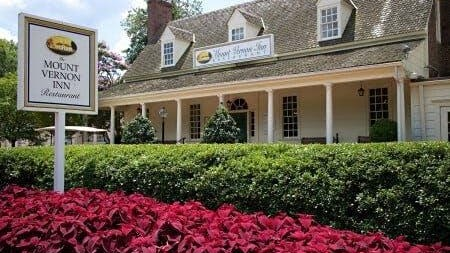 the
MOUNT
VERNON
INN
Restaurant
Mount Vernon Inn